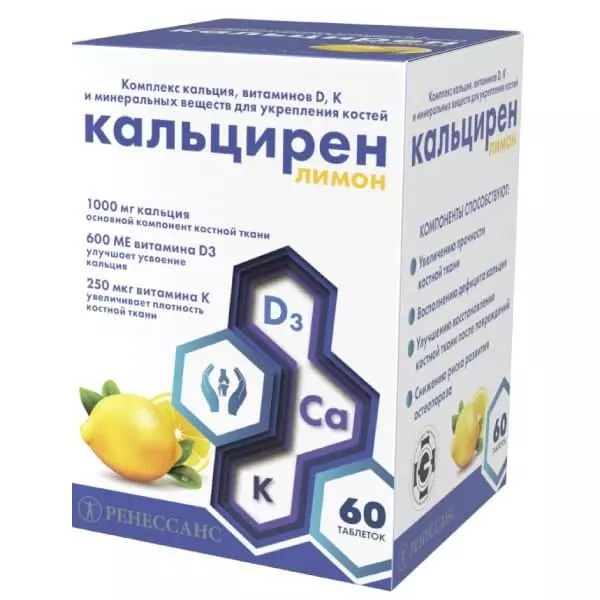 Комплекс кальция, витаминов D, К
и минеральных веществ для укрепления костей
кальцирен
ЛИМОН
1000 мг кальция
основной компонент костной ткани
600 МЕ витамина D3
улучшает усвоение
кальция
250 мкг витамина К
увеличивает плотность
костной ткани
D3
Ca
K
60
ТАБЛЕТОК
РЕНЕССАНС
Комплекс кальция, витаминов D, К
и минеральных веществ для укрепления костей
кальцирен
ЛИМОН
КОМПОНЕНТЫ СПОСОБСТВУЮТ:
Увеличению прочности
костной ткани
Восполнению дефицита кальция
Улучшению восстановления
костной ткани после повреждений
Снижению риска развития
остеопороза
60
ТАБЛЕТОК
РЕНЕССАНС